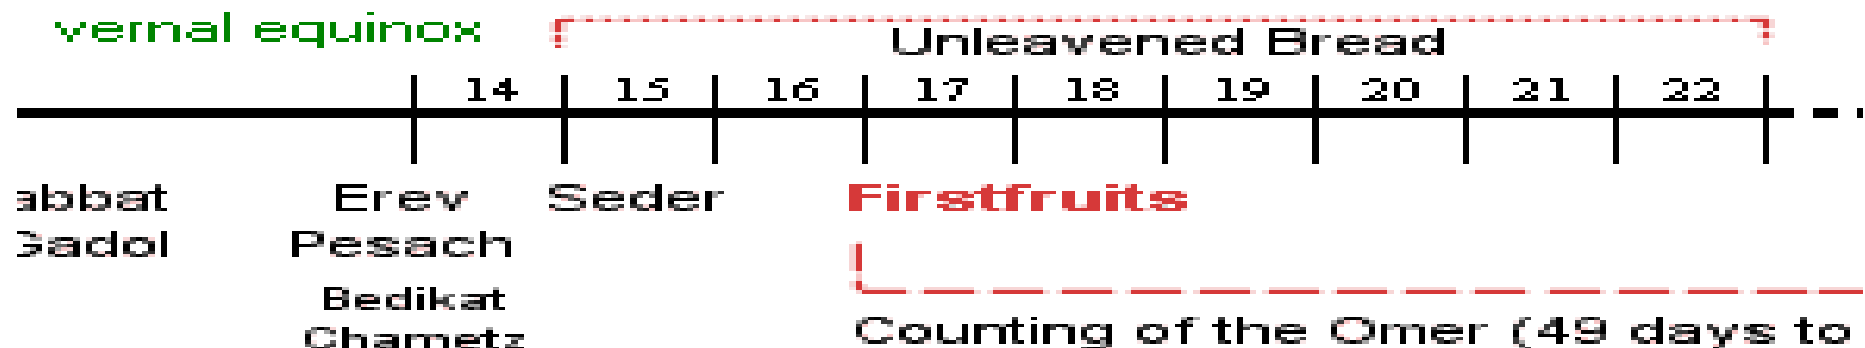 vernal equinox
Unleavened Bread
14 15 16 17 18 19 20 21 22
Erev Seder Firstfruits
Pesach
Bedikat
Chametz
Counting of the Omer (49 days to